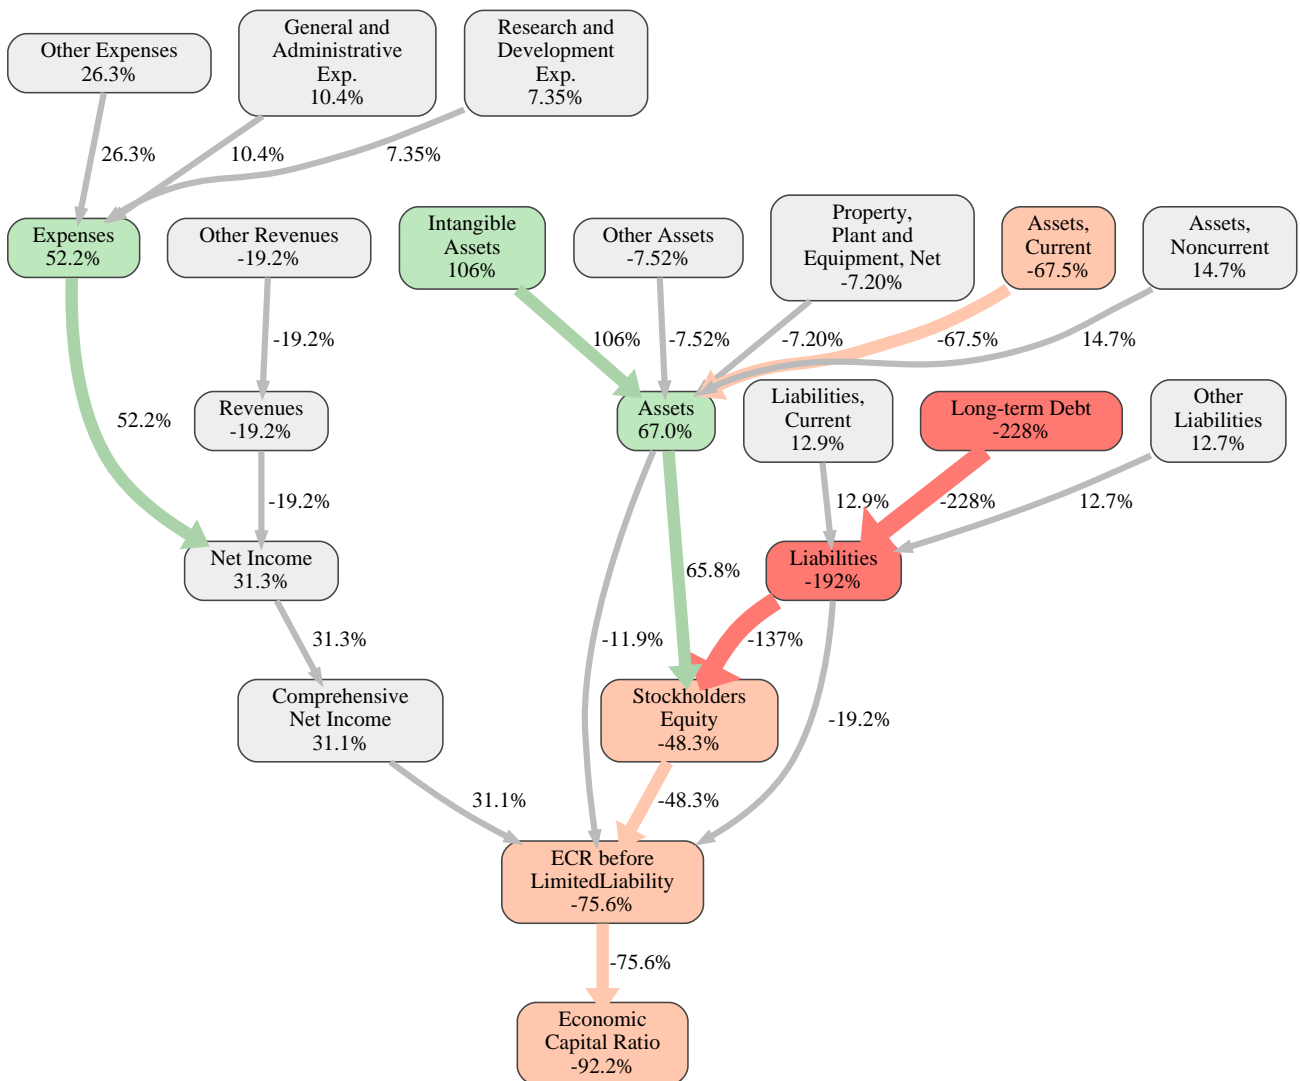 Other Expenses
26.3%
General and
Administrative
Exp.
10.4%
Research and
Development
Exp.
7.35%
26.3%
10.4%
7.35%
Expenses
52.2%
Other Revenues
-19.2%
Intangible
Assets
106%
Other Assets
-7.52%
Property,
Plant and
Equipment, Net
-7.20%
Assets,
Current
-67.5%
Assets,
Noncurrent
14.7%
-19.2%
106%
-7.52%
-7.20%
-67.5%
14.7%
52.2%
Revenues
-19.2%
Assets
67.0%
Liabilities,
Current
12.9%
Long-term Debt
-228%
Other
Liabilities
12.7%
-19.2%
12.9%
-228%
12.7%
Net Income
31.3%
65.8%
Liabilities
-192%
31.3%
-11.9%
-137%
Comprehensive
Net Income
31.1%
Stockholders
Equity
-48.3%
-19.2%
31.1%
-48.3%
ECR before
LimitedLiability
-75.6%
-75.6%
Economic
Capital Ratio
-92.2%